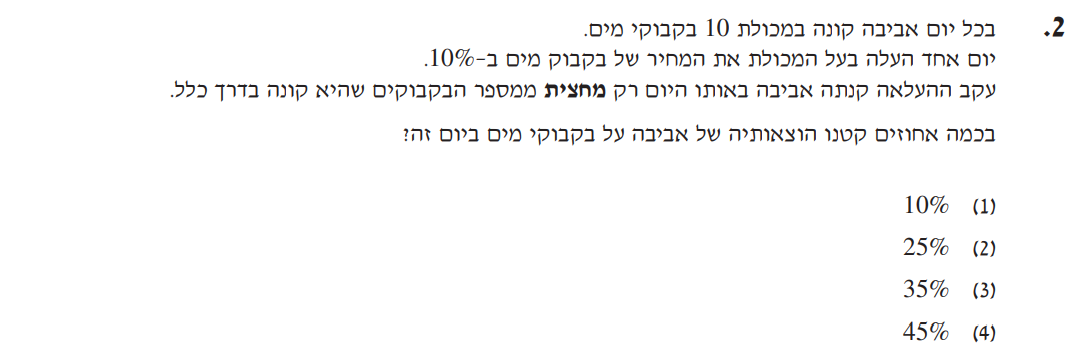 2. בכל יום אביבה קונה במכולת 10 בקבוקי מים.
יום אחד העלה בעל המכולת את המחיר של בקבוק מים ב-10%.
עקב ההעלאה קנתה אביבה באותו היום רק מחצית ממספר הבקבוקים שהיא קונה בדרך כלל.
בכמה אחוזים קטנו הוצאותיה של אביבה על בקבוקי מים ביום זה?
(1) 10%
(2) 25%
(3) 35%
(4) 45%